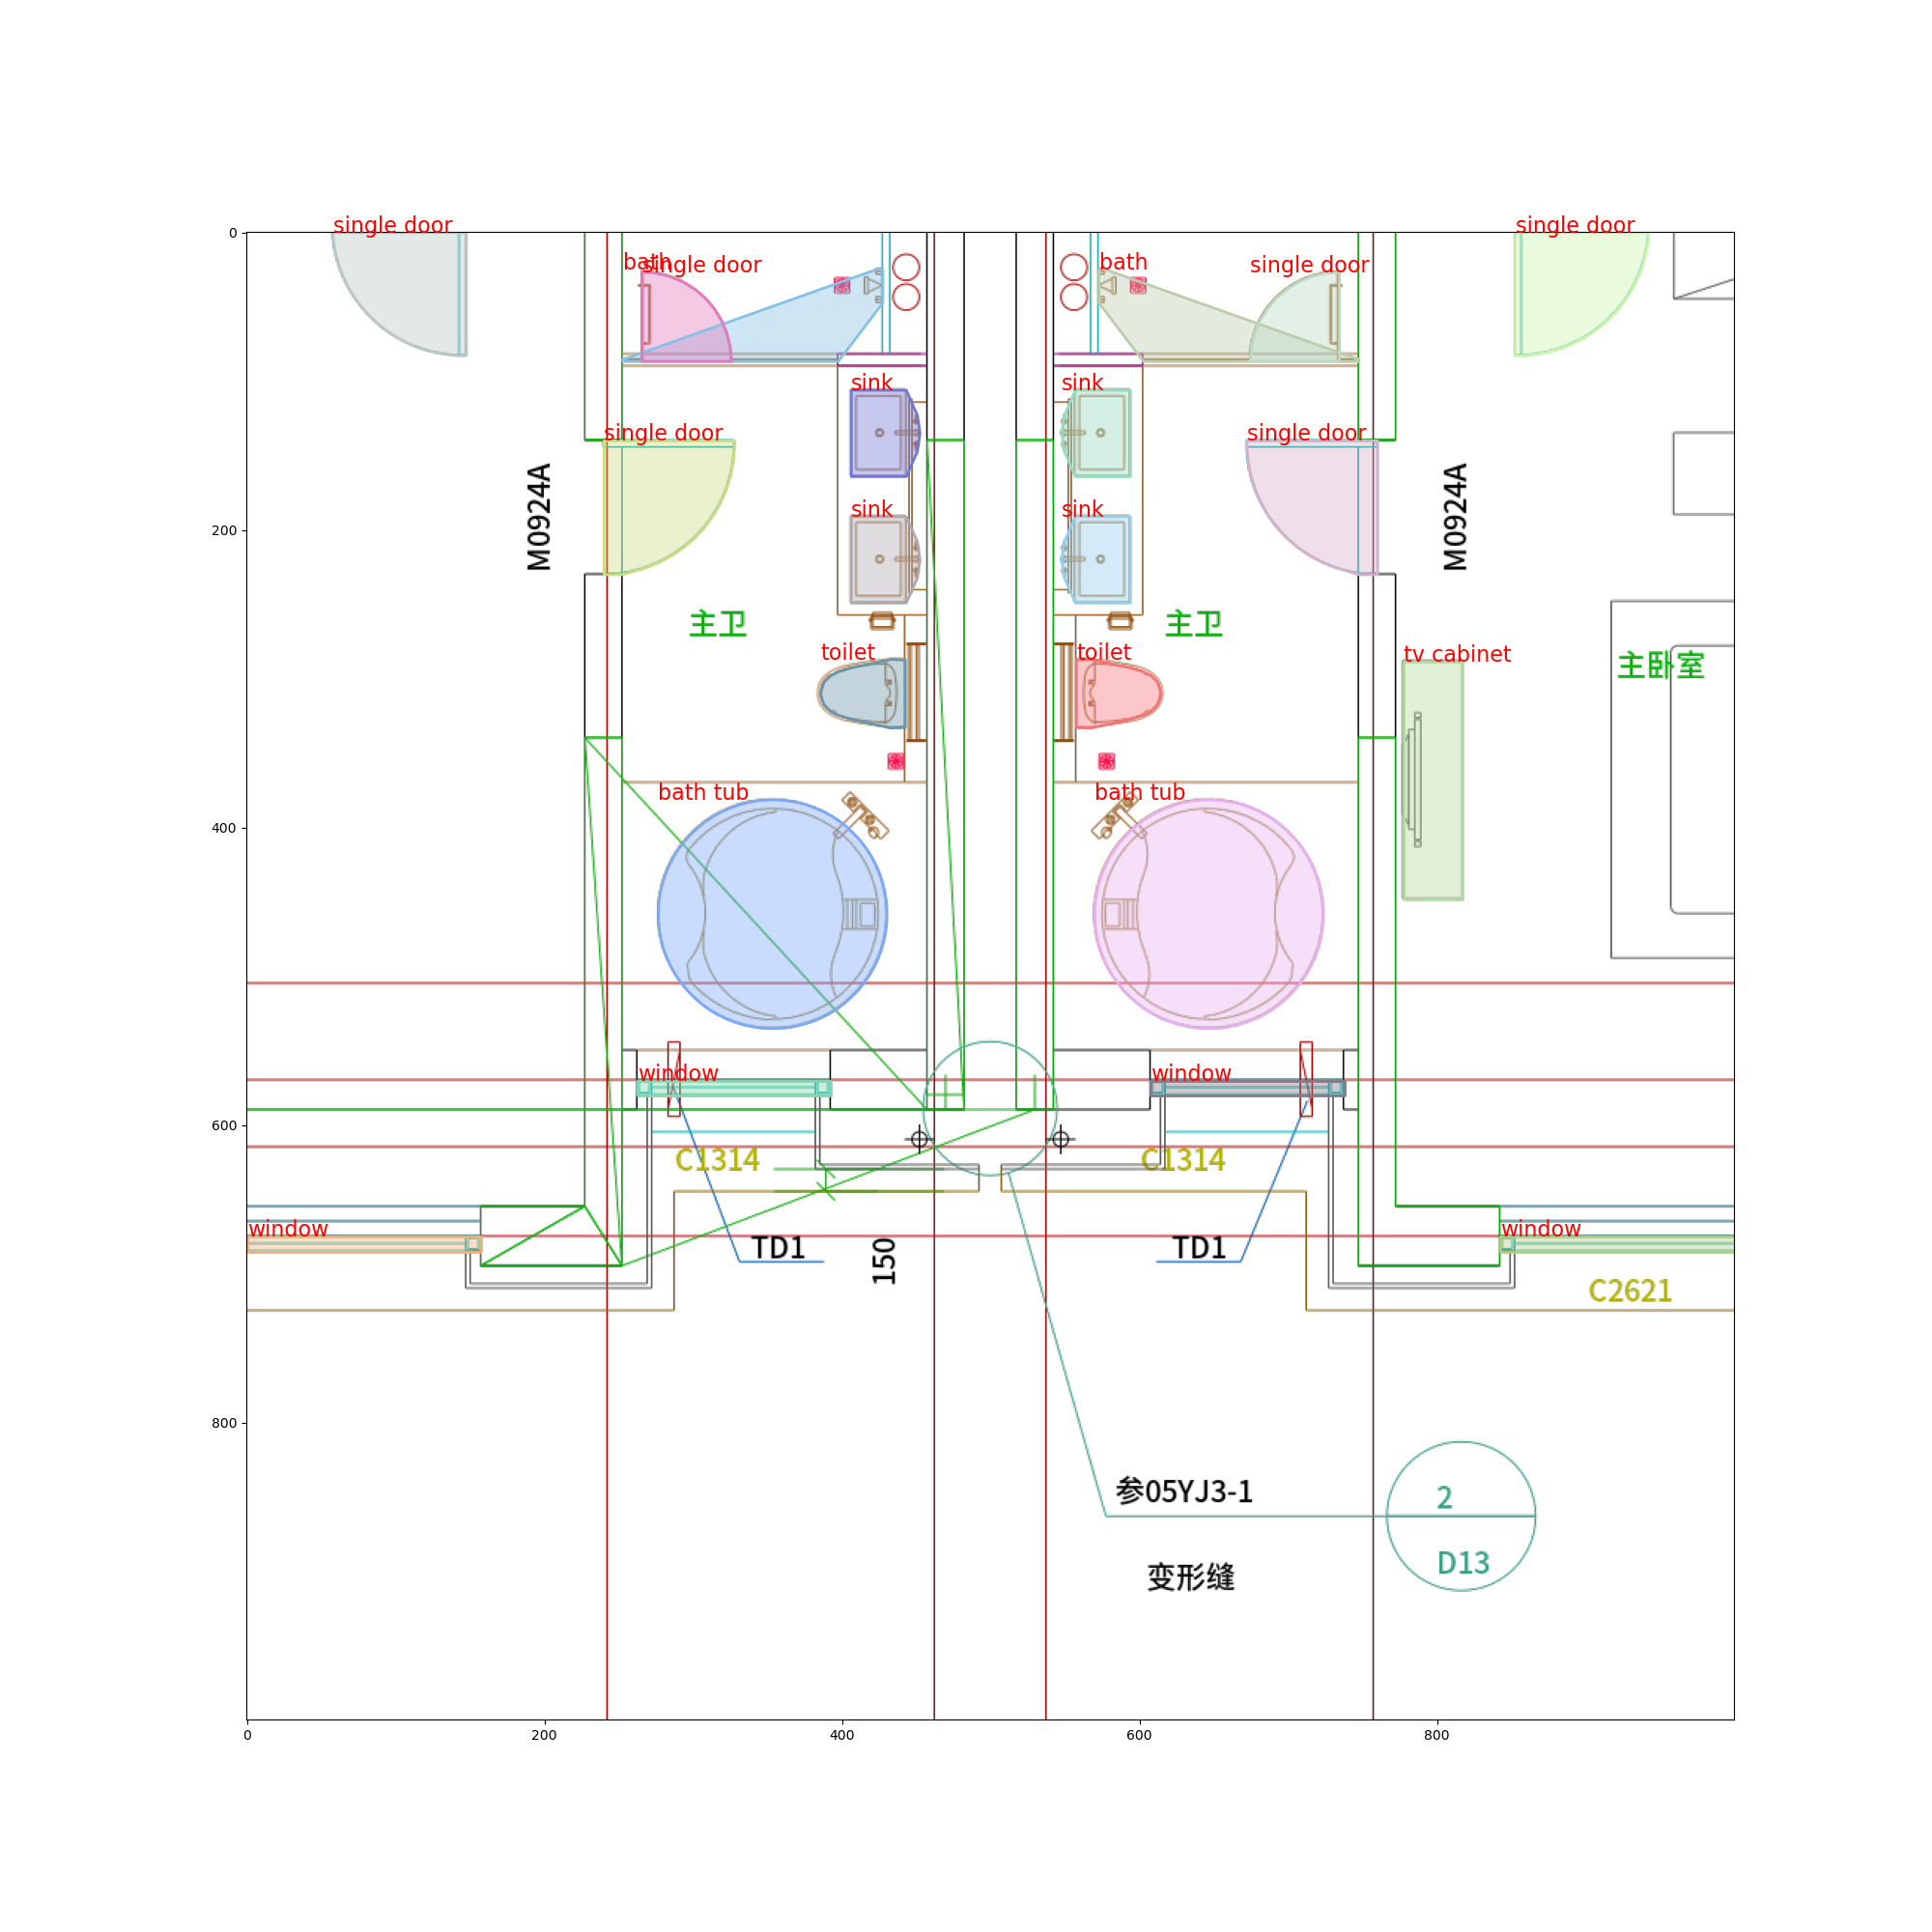 single door
single door
bath
single door
bath
single door
0
sink
sink
single door
single door
M0924A
M0924A
sink
sink
200
主卫
主卫
toilet
toilet
tv cabinet
主卧室
bath tub
bath tub
400
window
window
600
C1314
C1314
window
window
TD1
150
TD1
C2621
800
参05YJ3-1
2
D13
变形缝
0
200
400
600
800